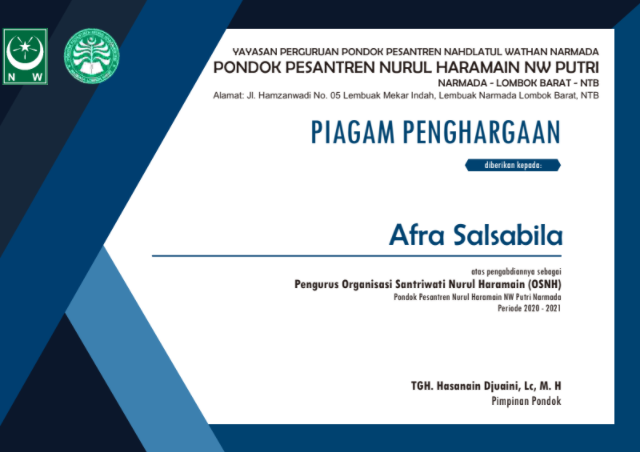 N W
YAYASAN PERGURUAN PONDOK PESANTREN NAHDLATUL WATHAN NARMADA
PONDOK PESANTREN NURUL HARAMAIN NW PUTRI
NARMADA - LOMBOK BARAT - NTB
Alamat: Jl. Hamzanwadi No. 05 Lembuak Mekar Indah, Lembuak Narmada Lombok Barat, NTB
PIAGAM PENGHARGAAN
diberikan kepada:
Afra Salsabila
atas pengabdiannya sebagai
Pengurus Organisasi Santriwati Nurul Haramain (OSNH)
Pondok Pesantren Nurul Haramain NW Putri Narmada
Periode 2020 - 2021
TGH. Hasanain Djuaini, Lc, M. H
Pimpinan Pondok